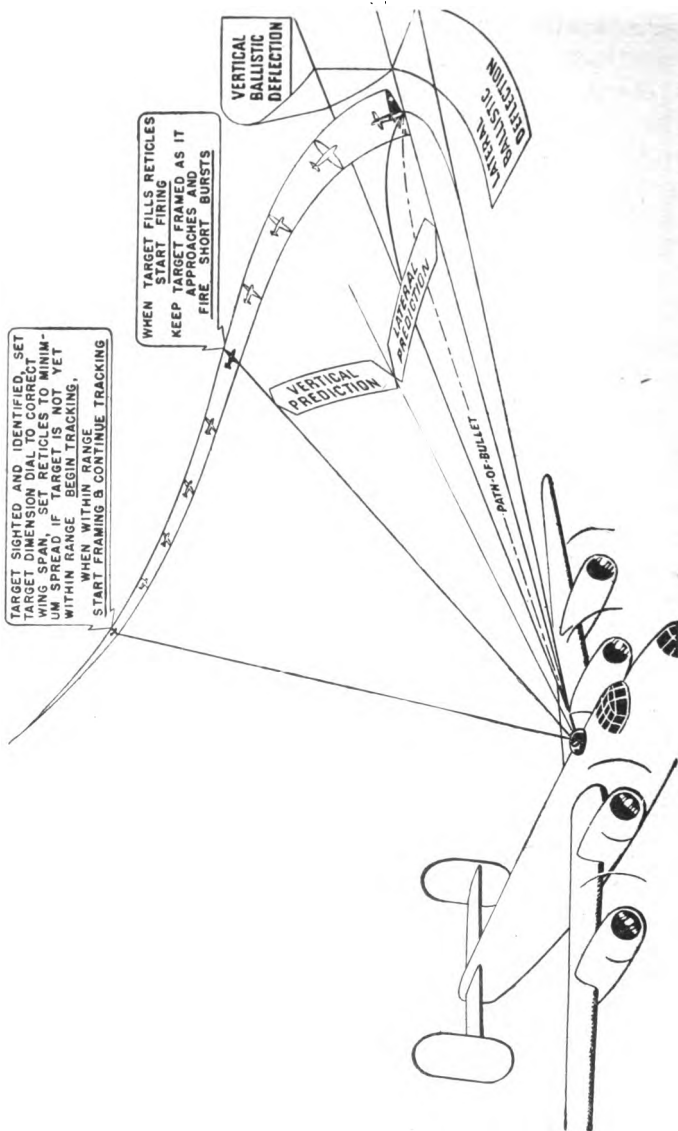 TARGET SIGHTED AND IDENTIFIED, SET
TARGET DIMENSION DIAL TO CORRECT
WING SPAN, SET RETICLES TO MINIM-
UM SPREAD IF TARGET IS NOT YET
WITHIN RANGE BEGIN TRACKING,
WHEN WITHIN RANGE
START FRAMING & CONTINUE TRACKING
WHEN TARGET FILLS RETICLES
START FIRING
KEEP TARGET FRAMED AS IT
APPROACHES AND
FIRE SHORT BURSTS
VERTICAL
BALLISTIC
DEFLECTION
VERTICAL
PREDICTION
LATERAL
PREDICTION
LATERAL
BALLISTIC
DEFLECTION
PATH-OF-BULLET